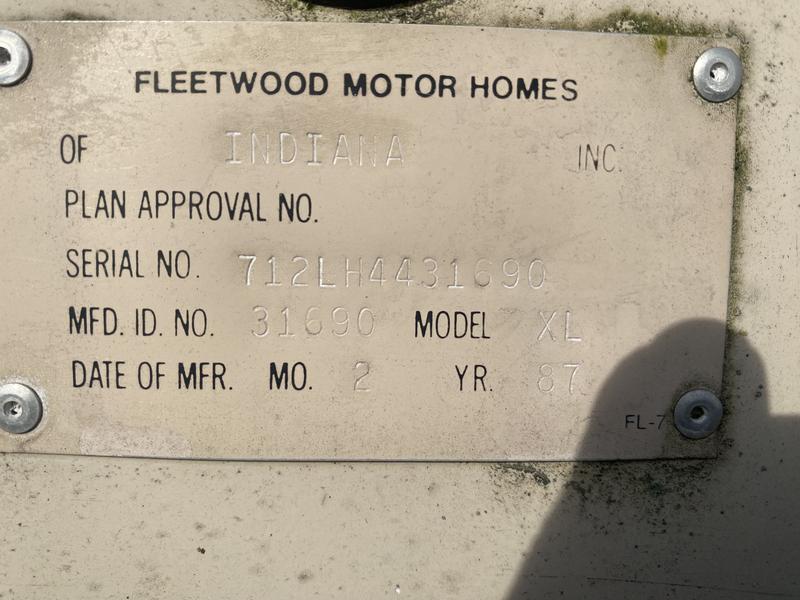 FLEETWOOD MOTOR HOMES
OF INDIANA INC.
PLAN APPROVAL NO.
SERIAL NO. 712LH4431690
MFD. ID. NO. 31690 MODEL XL
DATE OF MFR. MO. 2 YR. 87
FL-7